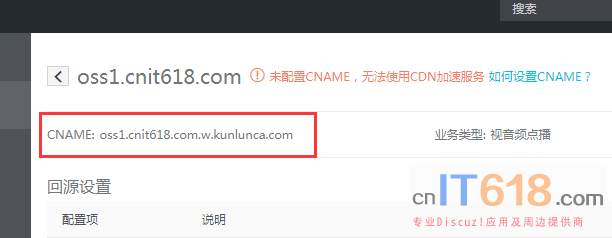 搜索
oss1.cnit618.com 未配置CNAME，无法使用CDN加速服务 如何设置CNAME？
CNAME: oss1.cnit618.com.w.kunlunca.com 业务类型: 视音频点播
回源设置
配置项 说明
cnIT618.com
专业Discuz!应用及周边提供商